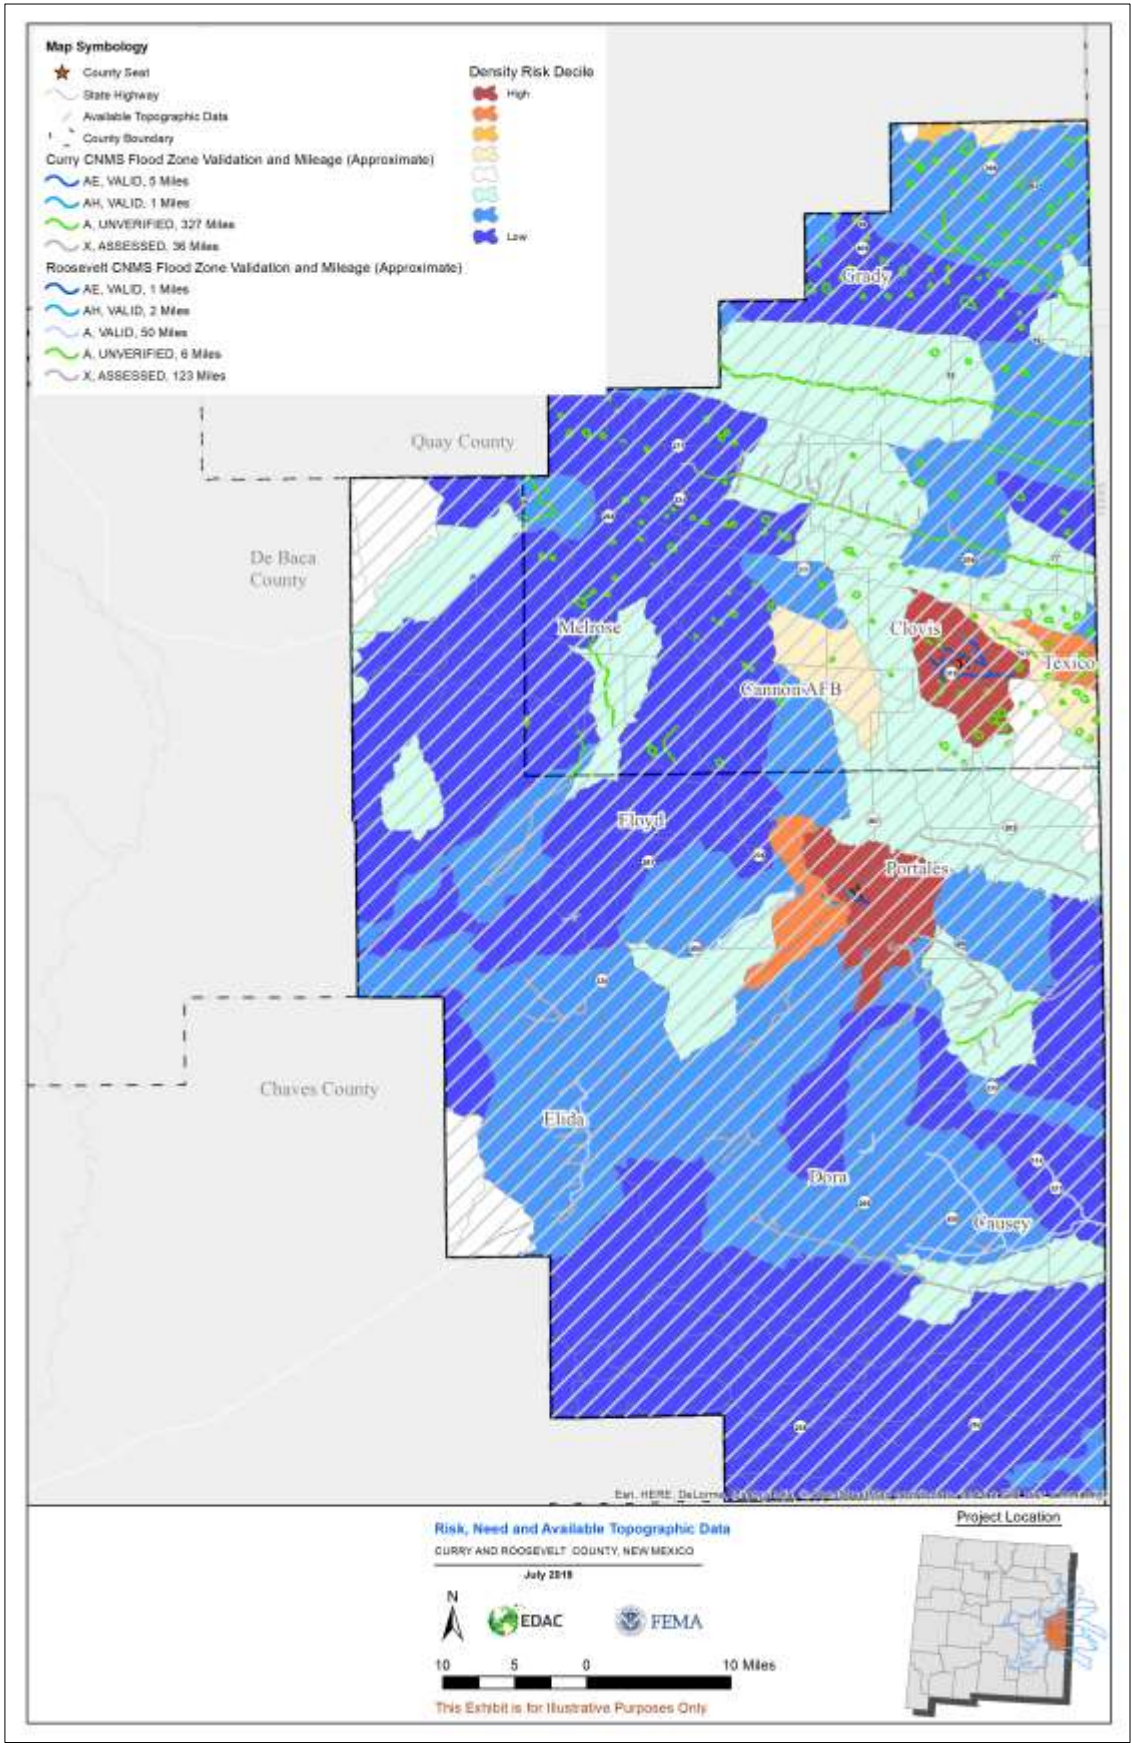 Map Symbology
County Seat
State Highway
Available Topographic Data
County Boundary
Curry CNMS Flood Zone Validation and Mileage (Approximate)
AE, VALID, 5 Miles
AH, VALID, 1 Miles
A, UNVERIFIED, 327 Miles
X, ASSESSED, 36 Miles
Roosevelt CNMS Flood Zone Validation and Mileage (Approximate)
AE, VALID, 1 Miles
AH, VALID, 2 Miles
A, VALID, 50 Miles
A, UNVERIFIED, 6 Miles
X, ASSESSED, 123 Miles
Density Risk Decile
High
Low
Grady
Quay County
De Baca
County
Melrose
Clovis
Texico
Cannon AFB
Floyd
Portales
Chaves County
Elida
Dora
Causey
Esri, HERE, DeLorme,
Risk, Need and Available Topographic Data
CURRY AND ROOSEVELT COUNTY, NEW MEXICO
N
EDAC
FEMA
10 5 0 10 Miles
This Exhibit is for Illustrative Purposes Only
Project Location